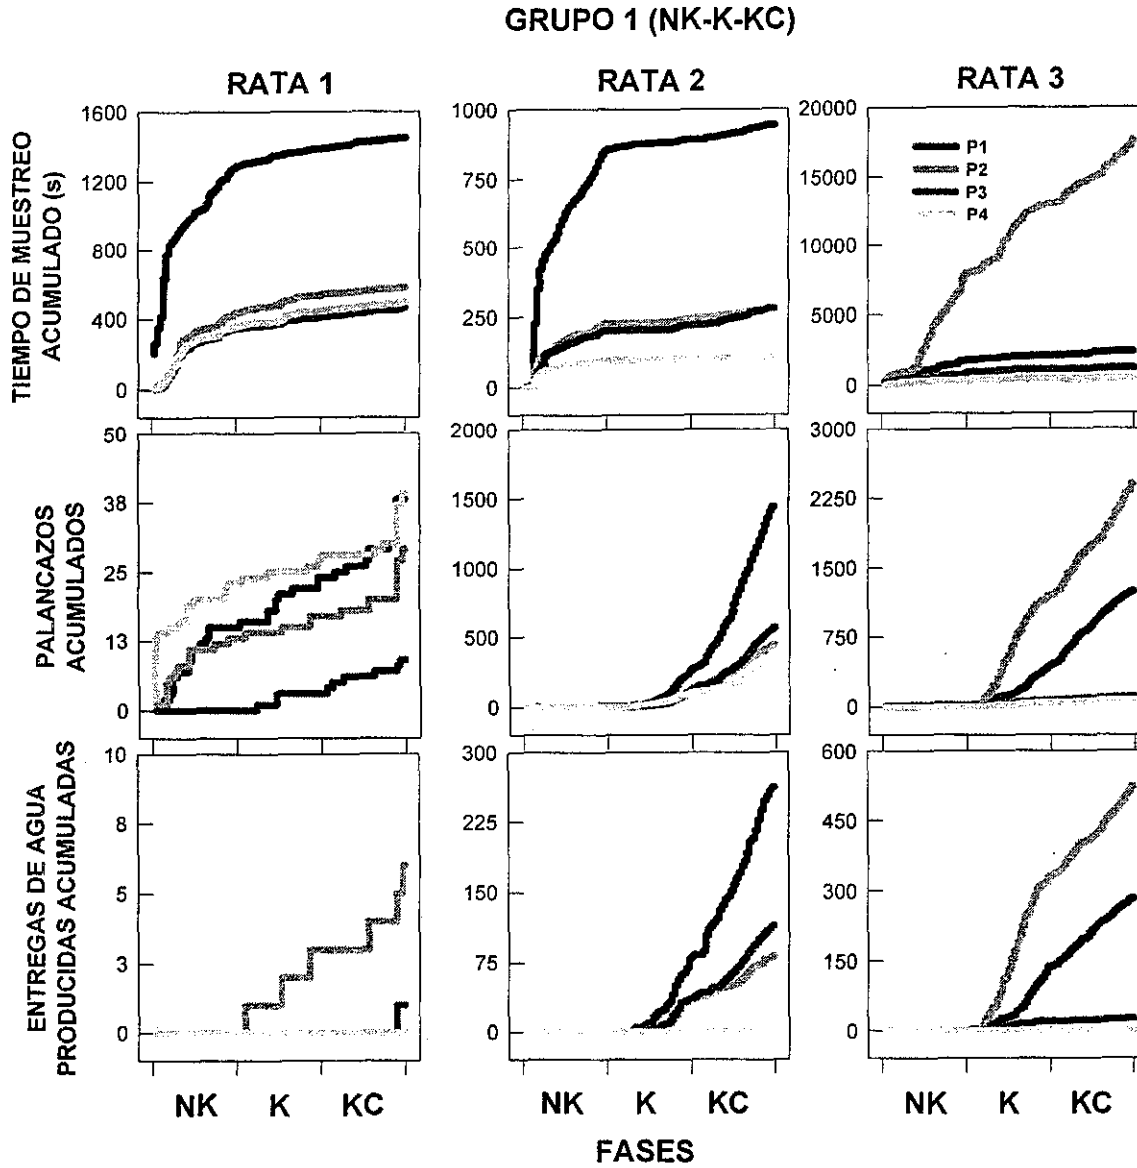 GRUPO 1 (NK-K-KC)
RATA 1
RATA 2
RATA 3
TIEMPO DE MUESTREO
ACUMULADO (s)
1600
1200
800
400
0
1000
750
500
250
0
20000
15000
10000
5000
0
P1
P2
P3
P4
PALANCAZOS
ACUMULADOS
50
38
25
13
0
2000
1500
1000
500
0
3000
2250
1500
750
0
ENTREGAS DE AGUA
PRODUCIDAS ACUMULADAS
10
8
5
3
0
300
225
150
75
0
600
450
300
150
0
NK K KC
NK K KC
NK K KC
FASES